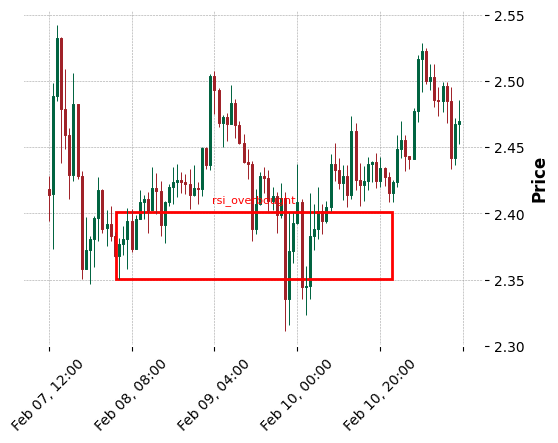 2.55
2.50
2.45
2.40
2.35
2.30
Price
rsi_overbought
Feb 07, 12:00
Feb 08, 08:00
Feb 09, 04:00
Feb 10, 00:00
Feb 10, 20:00